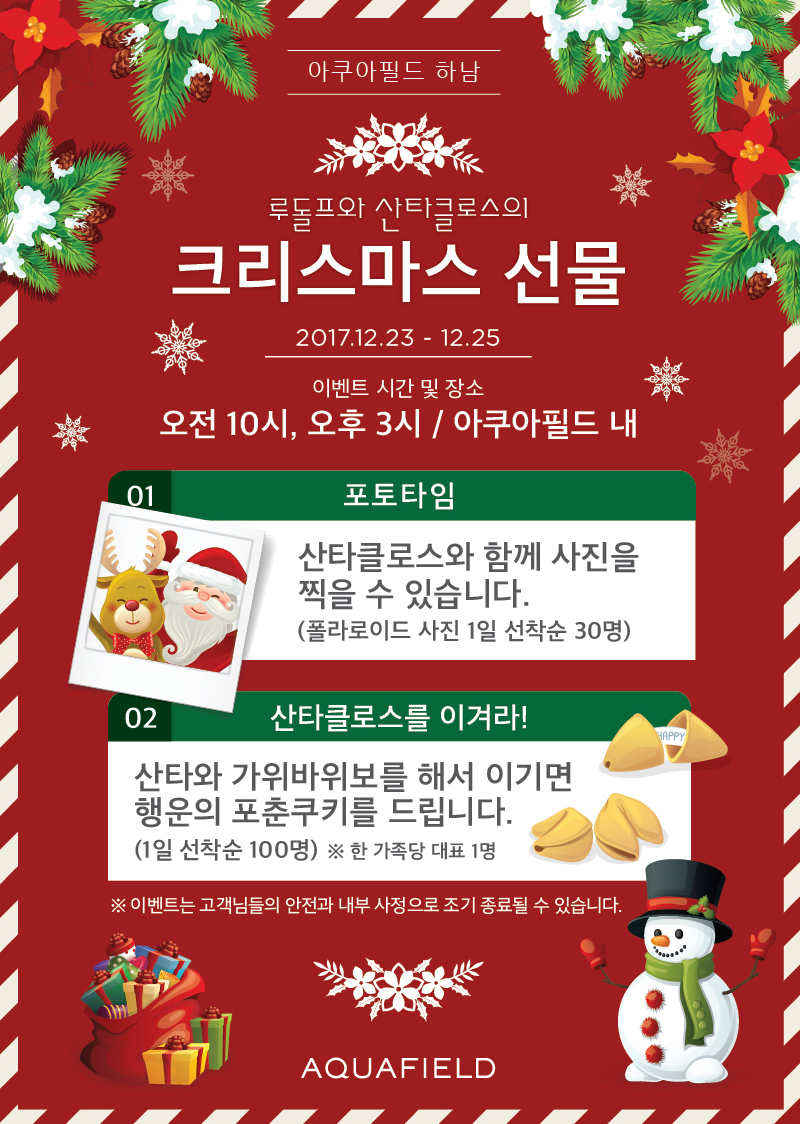 아쿠아필드 하남
루돌프와 산타클로스의
크리스마스 선물
2017.12.23 - 12.25
이벤트 시간 및 장소
오전 10시, 오후 3시 / 아쿠아필드 내
01 포토타임
산타클로스와 함께 사진을
찍을 수 있습니다.
(폴라로이드 사진 1일 선착순 30명)
02 산타클로스를 이겨라!
HAPPY
산타와 가위바위보를 해서 이기면
행운의 포춘쿠키를 드립니다.
(1일 선착순 100명) ※ 한 가족당 대표 1명
※ 이벤트는 고객님들의 안전과 내부 사정으로 조기 종료될 수 있습니다.
AQUAFIELD